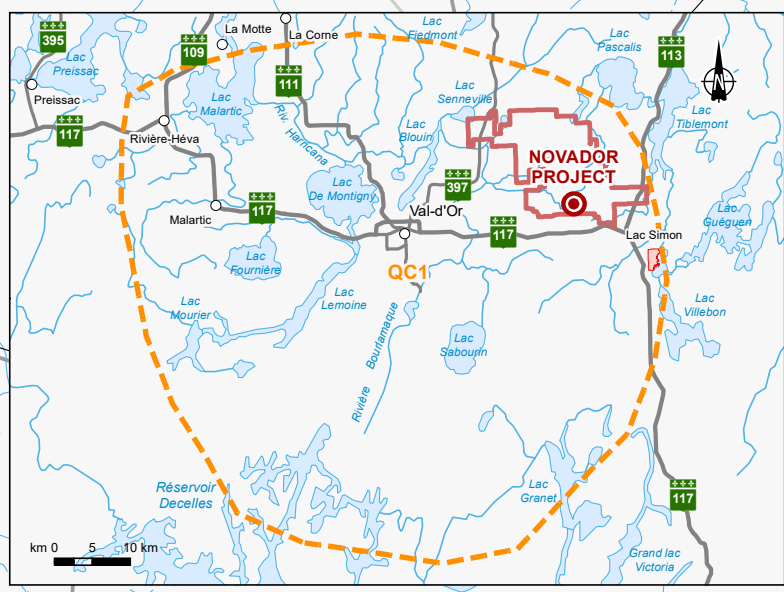 Lac
Fiedmont
La Motte
La Corne
395
109
Lac
Pascalis
113
N
Lac
Preissac
111
Lac
Senneville
Preissac
Lac
Malartic
Riv. Harricana
Lac
Tiblemont
117
Rivière-Héva
Lac
Blouin
NOVADOR
PROJECT
Lac
De Montigny
397
117
Malartic
Val-d'Or
117
Lac
Guéguen
Lac Simon
Lac
Fournière
QC1
Lac
Mourier
Lac
Lemoine
Lac
Villebon
Rivière Bourlamaque
Lac
Sabourin
Réservoir
Decelles
Lac
Granet
117
km 0 5 10 km
Grand lac
Victoria